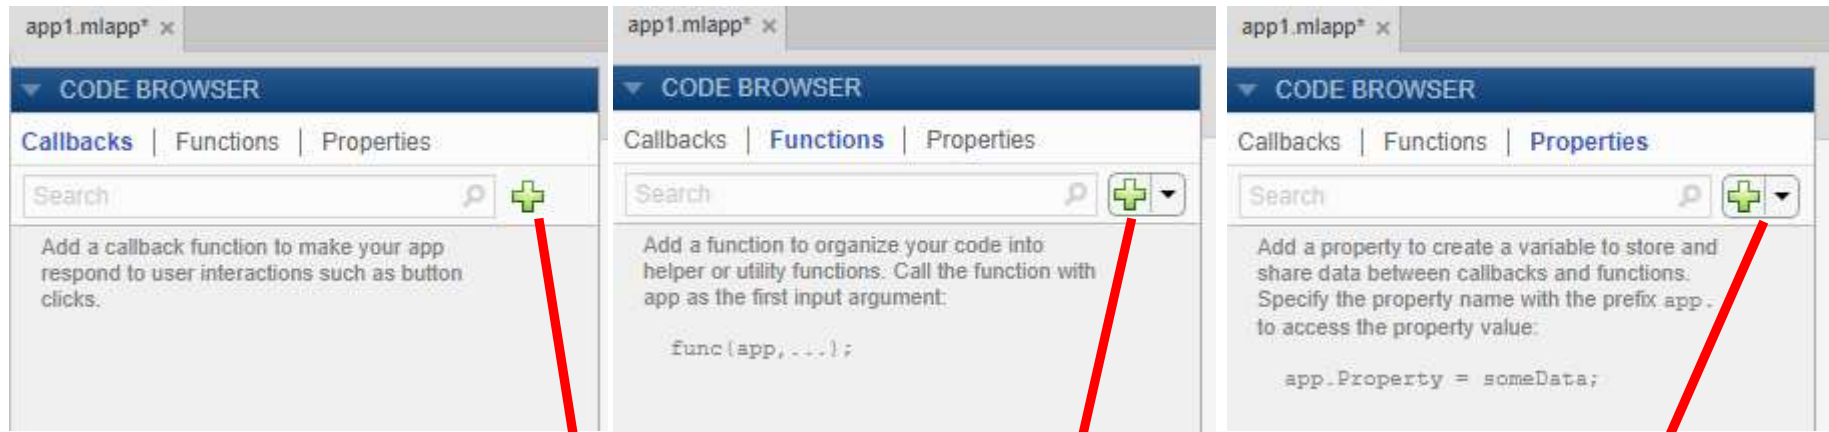 app1.mlapp* ×
CODE BROWSER
Callbacks | Functions | Properties
Search
Add a callback function to make your app
respond to user interactions such as button
clicks.
app1.mlapp* ×
CODE BROWSER
Callbacks | Functions | Properties
Search
Add a function to organize your code into
helper or utility functions. Call the function with
app as the first input argument:
func(app,...);
app1.mlapp* ×
CODE BROWSER
Callbacks | Functions | Properties
Search
Add a property to create a variable to store and
share data between callbacks and functions.
Specify the property name with the prefix app.
to access the property value:
app.Property = someData;